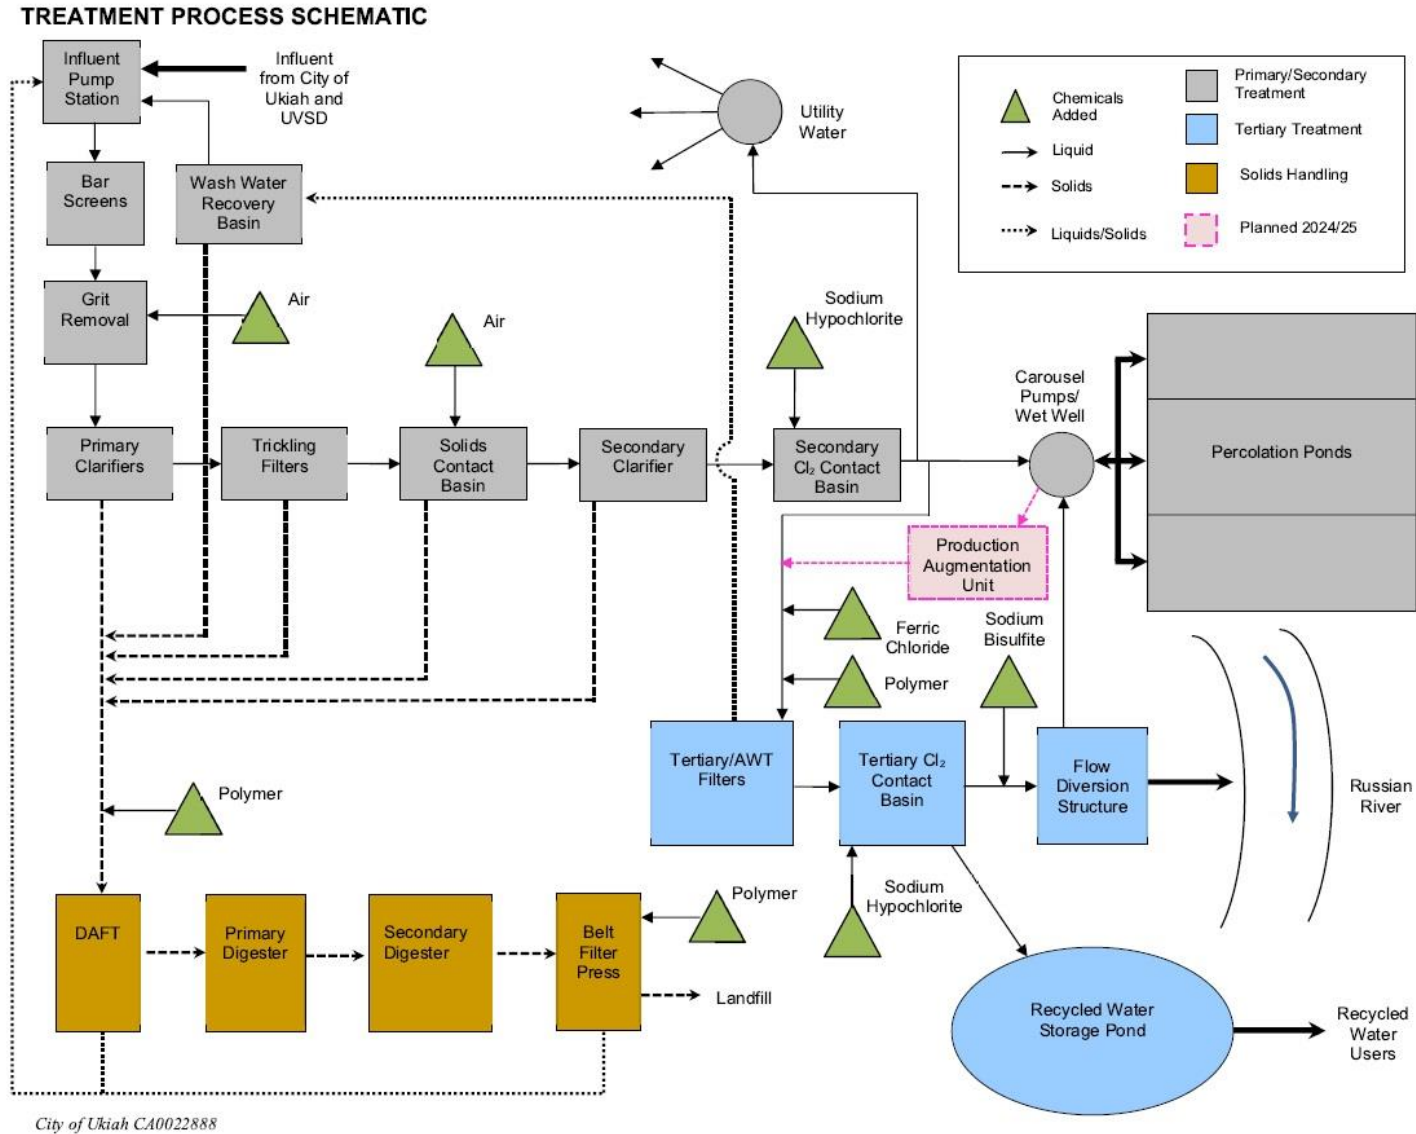 TREATMENT PROCESS SCHEMATIC
Influent
Pump
Station
Influent
from City of
Ukiah and
UVSD
Utility
Water
Chemicals
Added
Liquid
Solids
Liquids/Solids
Primary/Secondary
Treatment
Tertiary Treatment
Solids Handling
Planned 2024/25
Bar
Screens
Wash Water
Recovery
Basin
Grit
Removal
Air
Air
Sodium
Hypochlorite
Primary
Clarifiers
Trickling
Filters
Solids
Contact
Basin
Secondary
Clarifier
Secondary
Cl₂ Contact
Basin
Carousel
Pumps/
Wet Well
Percolation Ponds
Production
Augmentation
Unit
Ferric
Chloride
Sodium
Bisulfite
Polymer
Tertiary/AWT
Filters
Tertiary Cl₂
Contact
Basin
Flow
Diversion
Structure
Russian
River
Polymer
DAFT
Primary
Digester
Secondary
Digester
Belt
Filter
Press
Polymer
Landfill
Sodium
Hypochlorite
Recycled Water
Storage Pond
Recycled
Water
Users
City of Ukiah CA0022888